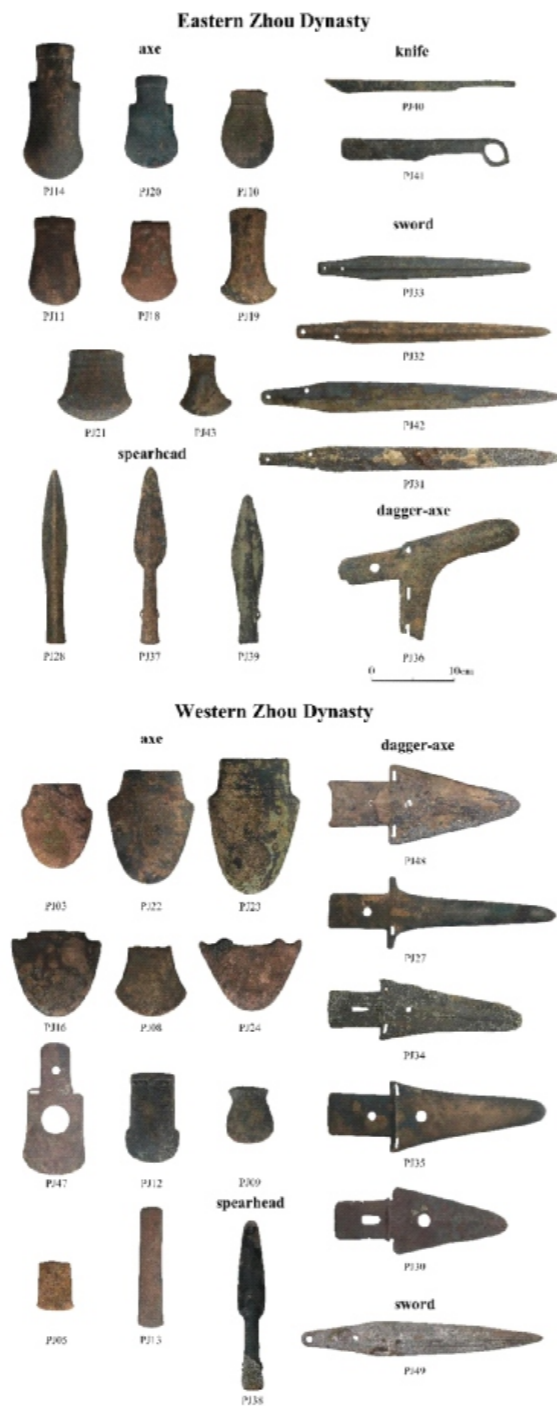 Eastern Zhou Dynasty
axe
knife
PJ40
PJ14
PJ20
PJ10
PJ41
sword
PJ33
PJ11
PJ18
PJ19
PJ32
PJ21
PJ43
PJ42
spearhead
PJ31
dagger-axe
PJ28
PJ37
PJ39
PJ36
0 10cm
Western Zhou Dynasty
axe
dagger-axe
PJ03
PJ22
PJ23
PJ48
PJ27
PJ16
PJ08
PJ24
PJ34
PJ47
PJ12
PJ09
PJ35
spearhead
PJ30
PJ05
PJ13
sword
PJ38
PJ49